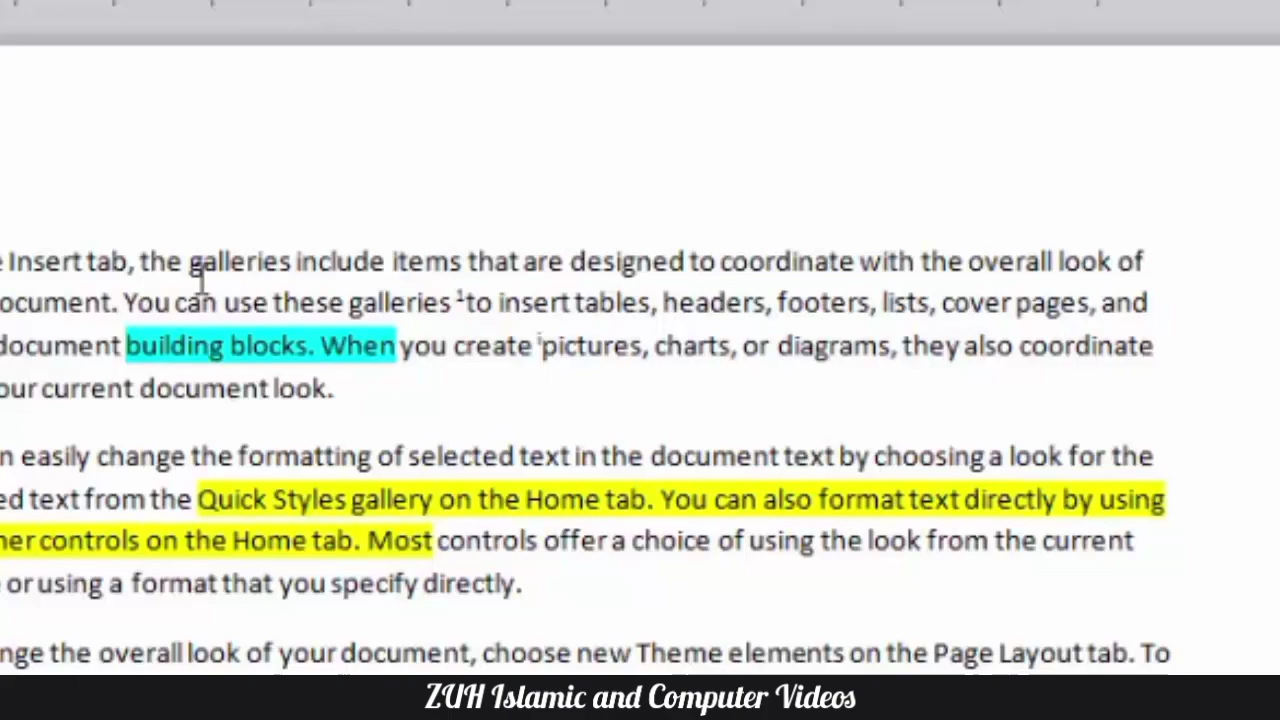 Insert tab, the galleries include items that are designed to coordinate with the overall look of
ocument. You can use these galleries ¹to insert tables, headers, footers, lists, cover pages, and
document building blocks. When you create ⁱpictures, charts, or diagrams, they also coordinate
our current document look.
n easily change the formatting of selected text in the document text by choosing a look for the
ed text from the Quick Styles gallery on the Home tab. You can also format text directly by using
her controls on the Home tab. Most controls offer a choice of using the look from the current
or using a format that you specify directly.
nge the overall look of your document, choose new Theme elements on the Page Layout tab. To
ZUH Islamic and Computer Videos